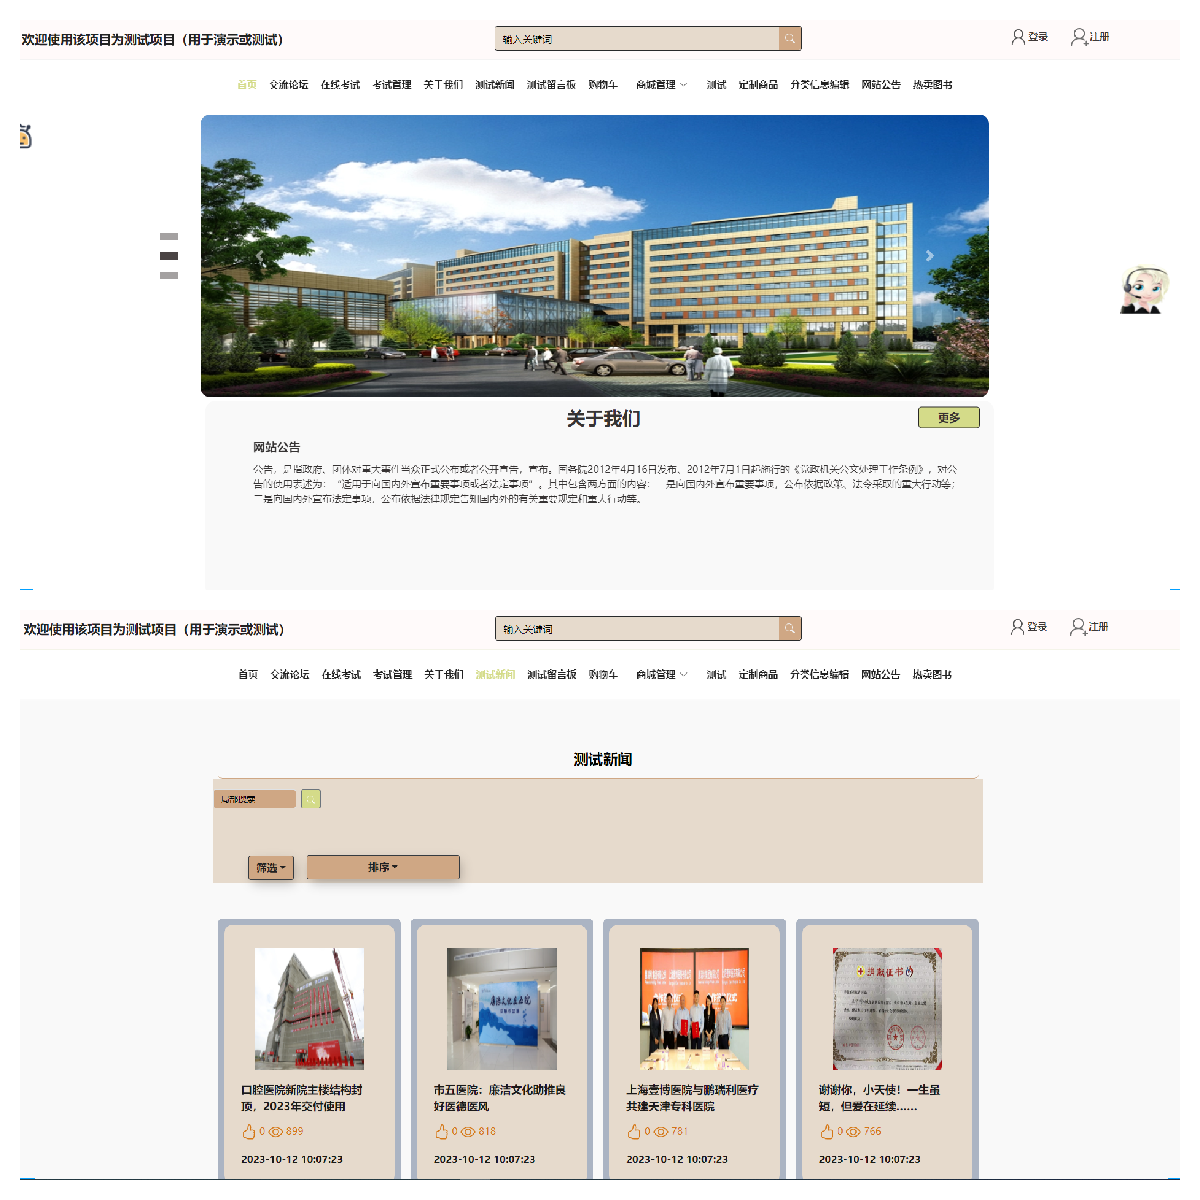 欢迎使用该项目为测试项目（用于演示或测试）
输入关键词
登录 注册
首页 交流论坛 在线考试 考试管理 关于我们 测试新闻 测试留言板 购物车 商城管理 测试 定制商品 分类信息编辑 网站公告 热卖图书
关于我们
更多
网站公告
公告，是指政府、团体对重大事件当众正式公布或者公开宣告，宣布。国务院2012年4月16日发布、2012年7月1日起施行的《党政机关公文处理工作条例》，对公
告的使用表述为：“适用于向国内外宣布重要事项或者法定事项”。其中包含两方面的内容：一是向国内外宣布重要事项，公布依据政策、法令采取的重大行动等；
二是向国内外宣布法定事项，公布依据法律规定告知国内外的有关重要规定和重大行动等。
欢迎使用该项目为测试项目（用于演示或测试）
输入关键词
登录 注册
首页 交流论坛 在线考试 考试管理 关于我们 测试新闻 测试留言板 购物车 商城管理 测试 定制商品 分类信息编辑 网站公告 热卖图书
测试新闻
筛选 排序
廉洁文化在医院
捐献证书
口腔医院新院主楼结构封
顶，2023年交付使用
0 899
2023-10-12 10:07:23
市五医院：廉洁文化助推良
好医德医风
0 818
2023-10-12 10:07:23
上海壹博医院与鹏瑞利医疗
共建天津专科医院
0 781
2023-10-12 10:07:23
谢谢你，小天使！一生虽
短，但爱在延续......
0 766
2023-10-12 10:07:23